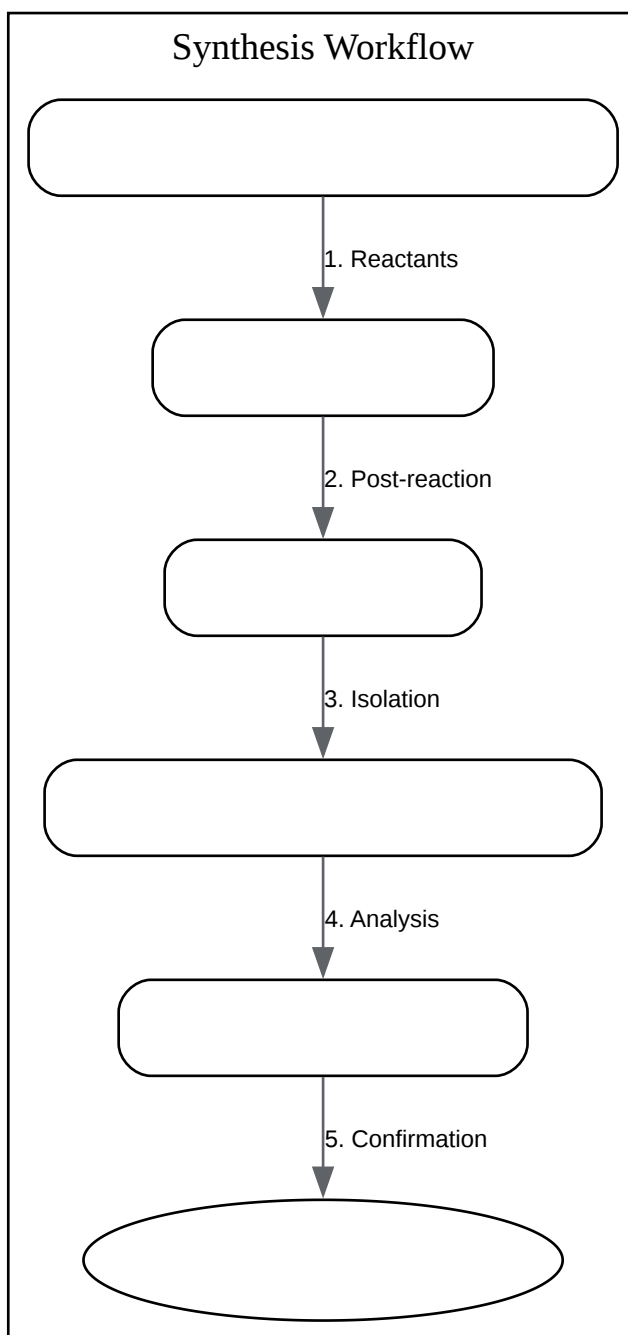 Synthesis Workflow
1. Reactants
2. Post-reaction
3. Isolation
4. Analysis
5. Confirmation